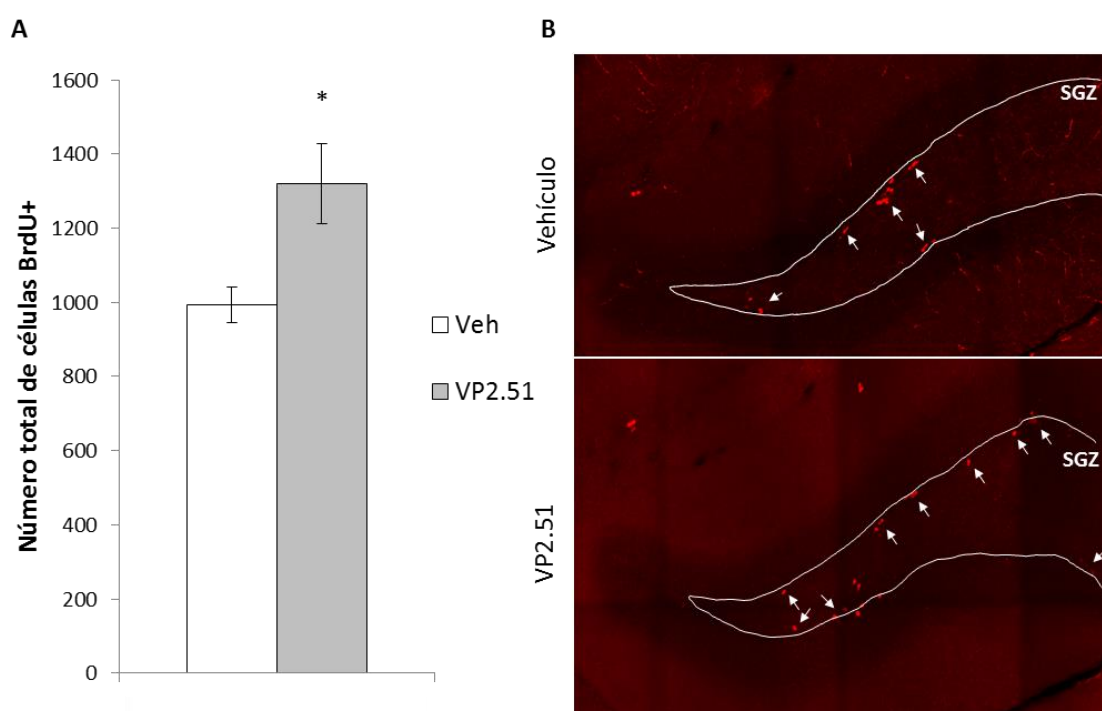 A
Número total de células BrdU+
1600
1400
1200
1000
800
600
400
200
0
*
Veh
VP2.51
B
Vehículo
SGZ
VP2.51
SGZ